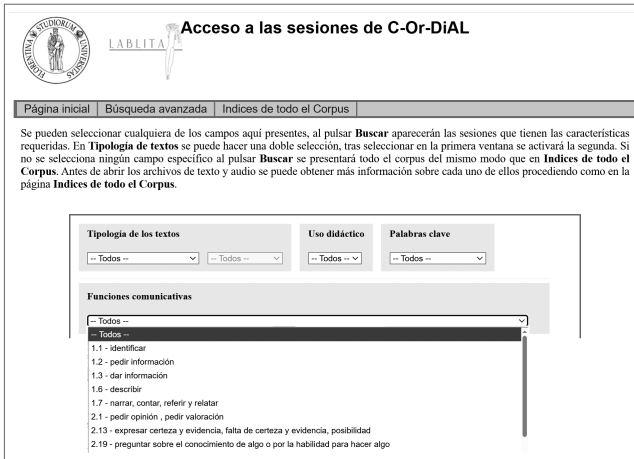 Acceso a las sesiones de C-Or-DiAL
STUDIORUM UNIVERSITAS FLORENTINA
LABLITA
Página inicial | Búsqueda avanzada | Indices de todo el Corpus
Se pueden seleccionar cualquiera de los campos aquí presentes, al pulsar Buscar aparecerán las sesiones que tienen las características
requeridas. En Tipología de textos se puede hacer una doble selección, tras seleccionar en la primera ventana se activará la segunda. Si
no se selecciona ningún campo específico al pulsar Buscar se presentará todo el corpus del mismo modo que en Indices de todo el
Corpus. Antes de abrir los archivos de texto y audio se puede obtener más información sobre cada uno de ellos procediendo como en la
página Indices de todo el Corpus.
Tipología de los textos Uso didáctico Palabras clave
-- Todos -- -- Todos -- -- Todos -- -- Todos --
Funciones comunicativas
-- Todos --
-- Todos --
1.1 - identificar
1.2 - pedir información
1.3 - dar información
1.6 - describir
1.7 - narrar, contar, referir y relatar
2.1 - pedir opinión , pedir valoración
2.13 - expresar certeza y evidencia, falta de certeza y evidencia, posibilidad
2.19 - preguntar sobre el conocimiento de algo o por la habilidad para hacer algo